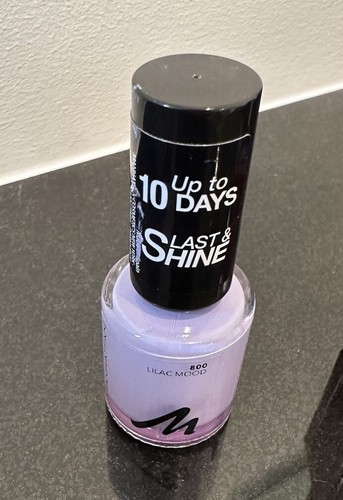 Up to
10 DAYS
LAST &
SHINE
800
LILAC MOOD
M